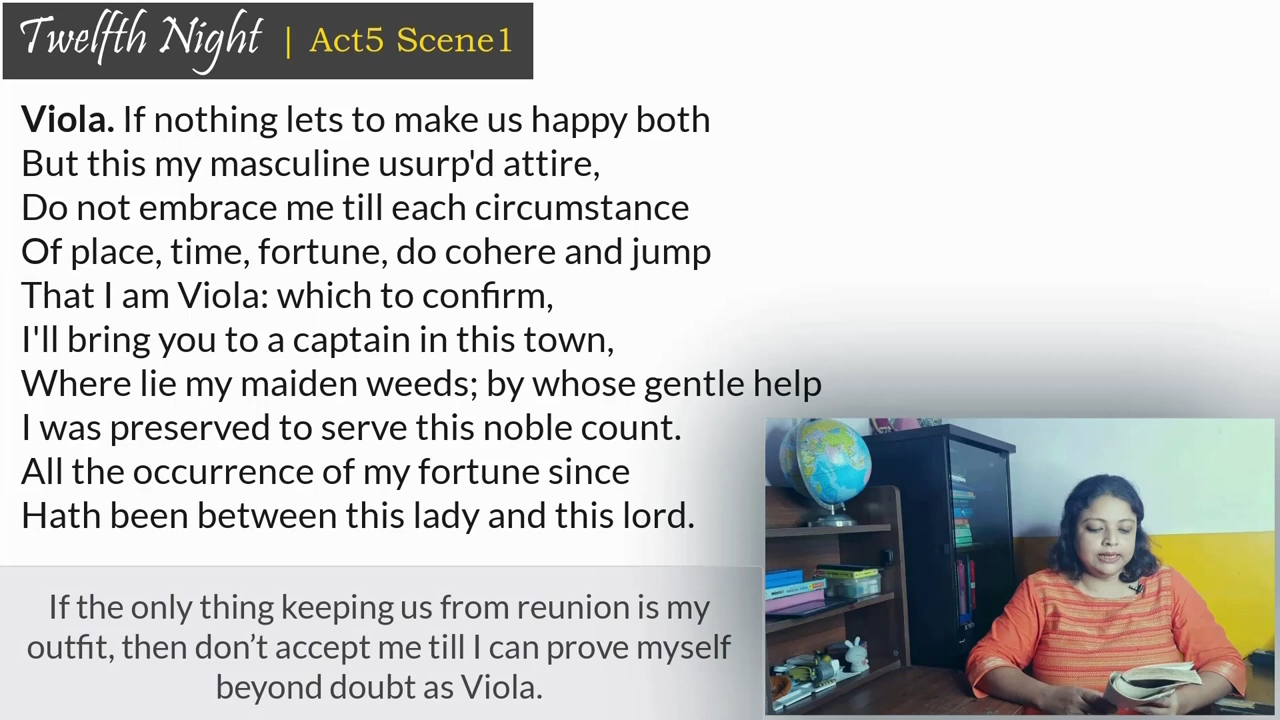 Twelfth Night | Act5 Scene1
Viola. If nothing lets to make us happy both
But this my masculine usurp'd attire,
Do not embrace me till each circumstance
Of place, time, fortune, do cohere and jump
That I am Viola: which to confirm,
I'll bring you to a captain in this town,
Where lie my maiden weeds; by whose gentle help
I was preserved to serve this noble count.
All the occurrence of my fortune since
Hath been between this lady and this lord.
If the only thing keeping us from reunion is my
outfit, then don’t accept me till I can prove myself
beyond doubt as Viola.